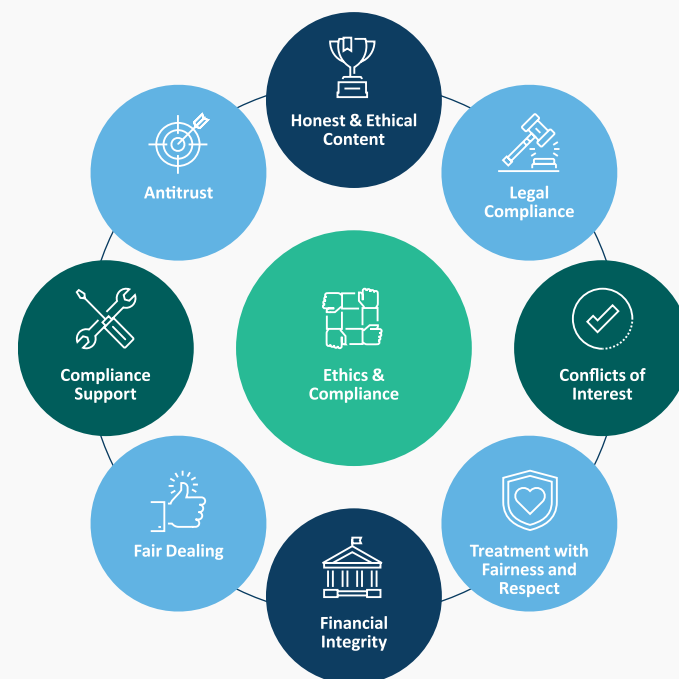 Honest & Ethical
Content
Legal
Compliance
Conflicts of
Interest
Treatment with
Fairness and
Respect
Financial
Integrity
Fair Dealing
Compliance
Support
Antitrust
Ethics &
Compliance